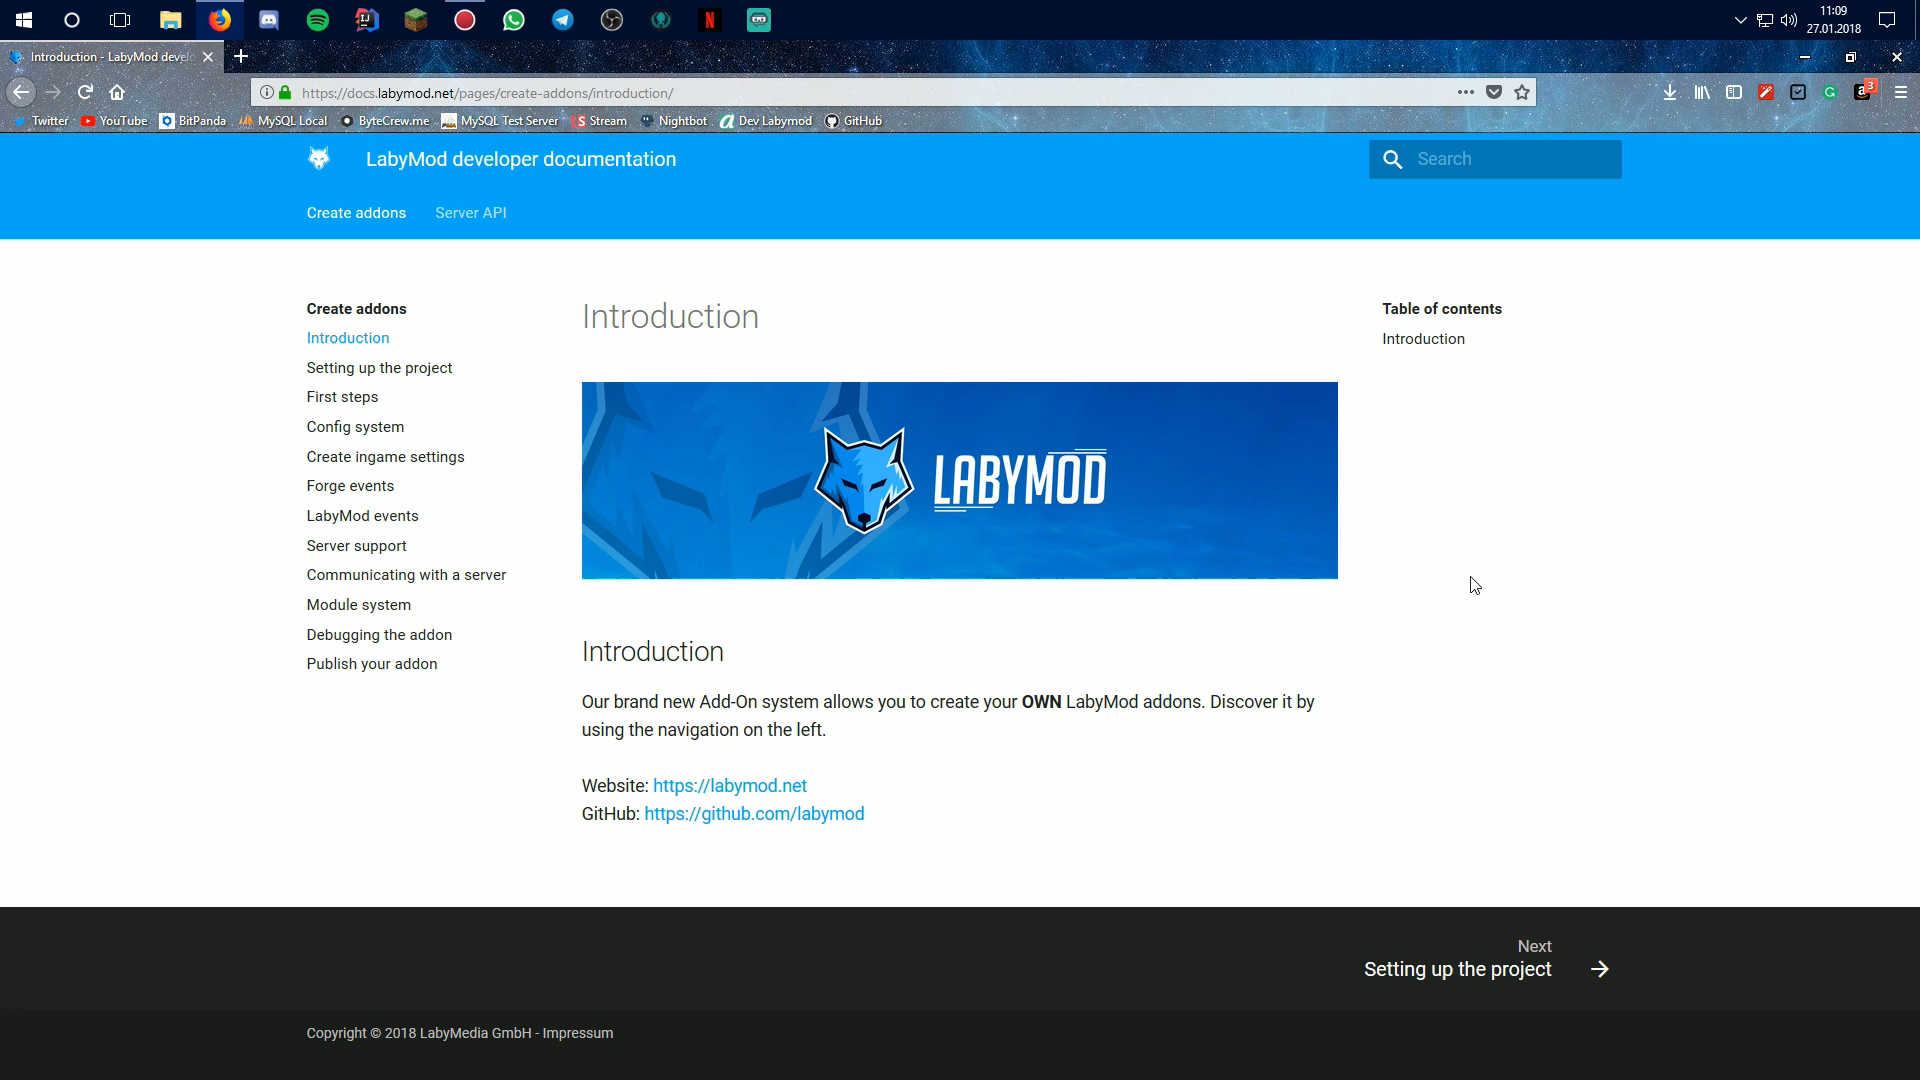 11:09
27.01.2018
Introduction - LabyMod devel
https://docs.labymod.net/pages/create-addons/introduction/
3
Twitter YouTube BitPanda MySQL Local ByteCrew.me MySQL Test Server Stream Nightbot Dev Labymod GitHub
LabyMod developer documentation
Search
Create addons Server API
Create addons
Introduction
Setting up the project
First steps
Config system
Create ingame settings
Forge events
LabyMod events
Server support
Communicating with a server
Module system
Debugging the addon
Publish your addon
Introduction
LABYMOD
Introduction
Our brand new Add-On system allows you to create your OWN LabyMod addons. Discover it by
using the navigation on the left.
Website: https://labymod.net
GitHub: https://github.com/labymod
Table of contents
Introduction
Next
Setting up the project
Copyright © 2018 LabyMedia GmbH - Impressum